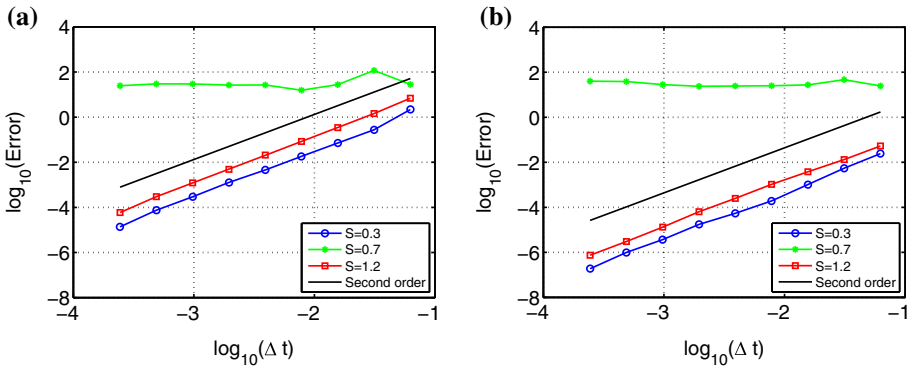 (a)
4
2
0
−2
−4
−6
−8
log10(Error)
−4
−3
−2
−1
log10(Δ t)
S=0.3
S=0.7
S=1.2
Second order
(b)
4
2
0
−2
−4
−6
−8
log10(Error)
−4
−3
−2
−1
log10(Δ t)
S=0.3
S=0.7
S=1.2
Second order